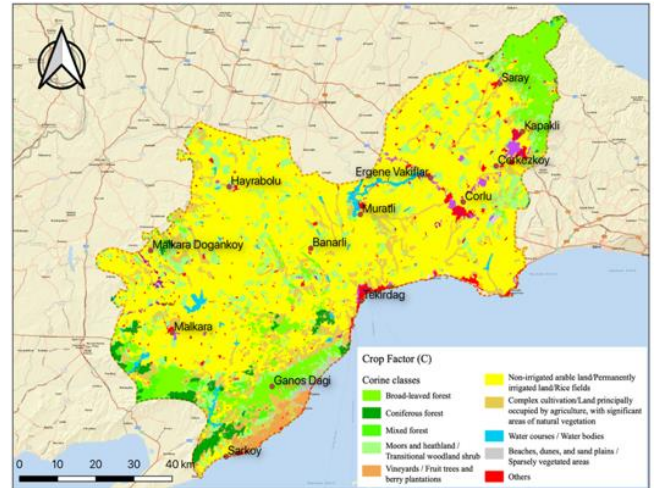 Saray
Kapakli
Cerkezkoy
Ergene Vakiflar
Hayrabolu
Corlu
Muratli
Malkara Dogankoy
Banarli
Tekirdag
Malkara
Ganos Dagi
Sarkoy
0 10 20 30 40 km
Crop Factor (C)
Corine classes
Broad-leaved forest
Coniferous forest
Mixed forest
Moors and heathland /
Transitional woodland shrub
Vineyards / Fruit trees and
berry plantations
Non-irrigated arable land/Permanently
irrigated land/Rice fields
Complex cultivation/Land principally
occupied by agriculture, with significant
areas of natural vegetation
Water courses / Water bodies
Beaches, dunes, and sand plains /
Sparsely vegetated areas
Others